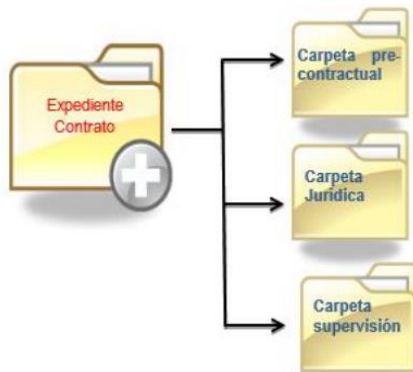 Expediente
Contrato
Carpeta pre-
contractual
Carpeta
Jurídica
Carpeta
supervisión